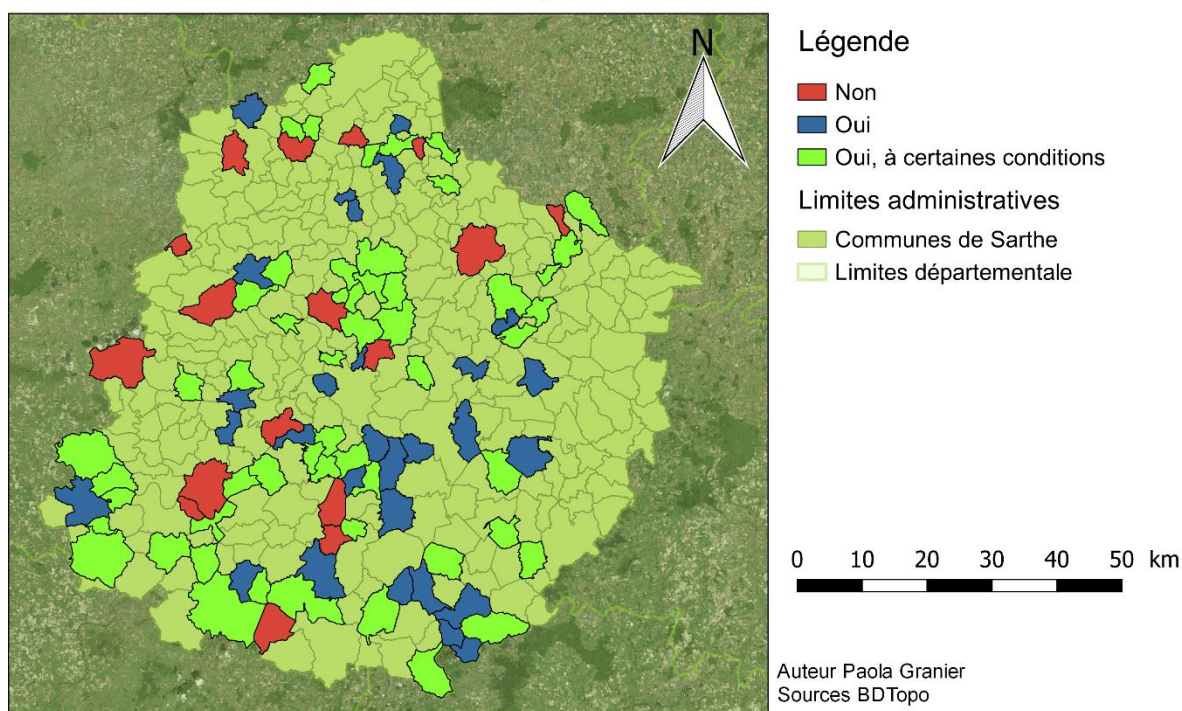 N
Légende
Non
Oui
Oui, à certaines conditions
Limites administratives
Communes de Sarthe
Limites départementale
0 10 20 30 40 50 km
Auteur Paola Granier
Sources BDTopo